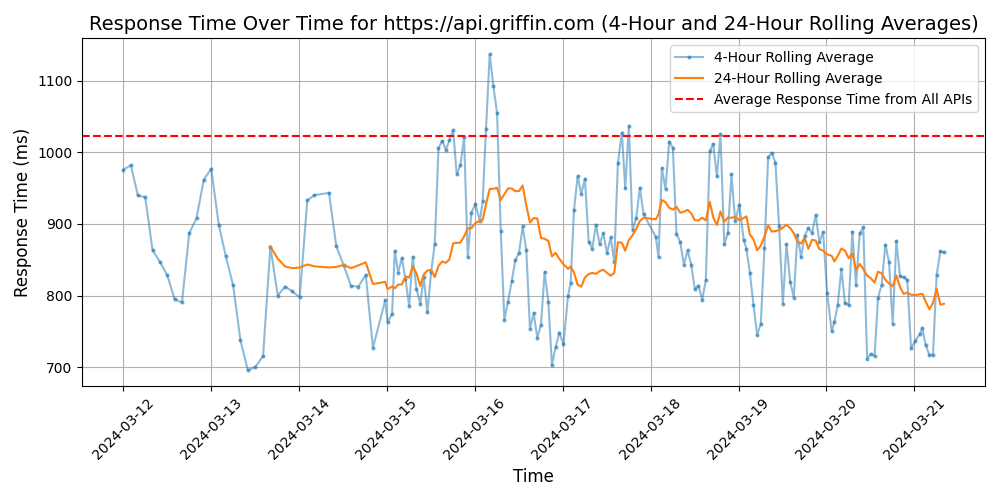 Response Time Over Time for https://api.griffin.com (4-Hour and 24-Hour Rolling Averages)
4-Hour Rolling Average
24-Hour Rolling Average
Average Response Time from All APIs
Response Time (ms)
1100
1000
900
800
700
2024-03-12
2024-03-13
2024-03-14
2024-03-15
2024-03-16
2024-03-17
2024-03-18
2024-03-19
2024-03-20
2024-03-21
Time